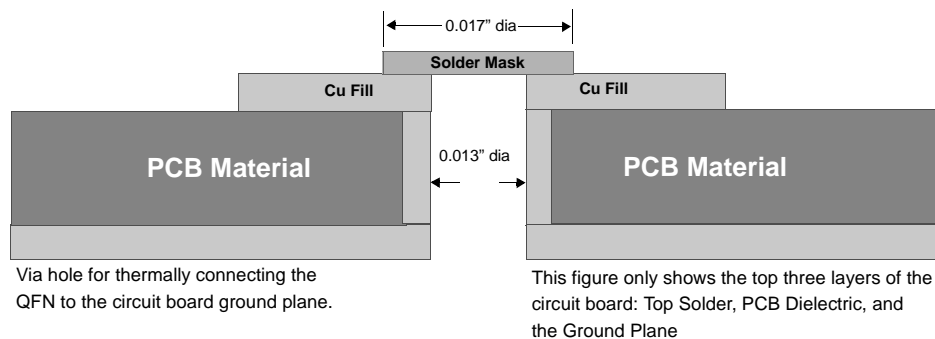 0.017” dia
Solder Mask
Cu Fill
Cu Fill
PCB Material
0.013” dia
PCB Material
Via hole for thermally connecting the
QFN to the circuit board ground plane.
This figure only shows the top three layers of the
circuit board: Top Solder, PCB Dielectric, and
the Ground Plane